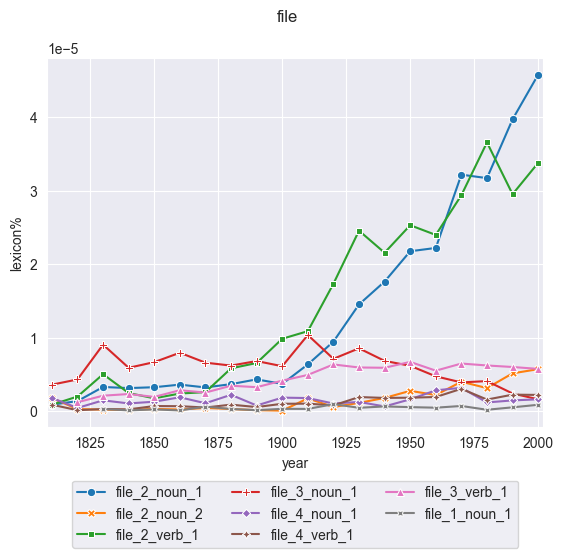 file
1e−5
4
3
2
1
0
lexicon%
1825 1850 1875 1900 1925 1950 1975 2000
year
file_2_noun_1 file_3_noun_1 file_3_verb_1
file_2_noun_2 file_4_noun_1 file_1_noun_1
file_2_verb_1 file_4_verb_1